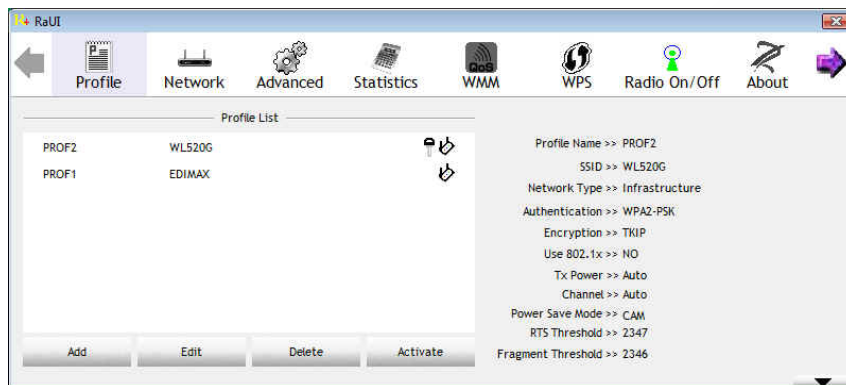 RaUI
Profile Network Advanced Statistics QoS WMM WPS Radio On/Off About
Profile List
PROF2 WL520G
PROF1 EDIMAX
Add Edit Delete Activate
Profile Name >> PROF2
SSID >> WL520G
Network Type >> Infrastructure
Authentication >> WPA2-PSK
Encryption >> TKIP
Use 802.1x >> NO
Tx Power >> Auto
Channel >> Auto
Power Save Mode >> CAM
RTS Threshold >> 2347
Fragment Threshold >> 2346